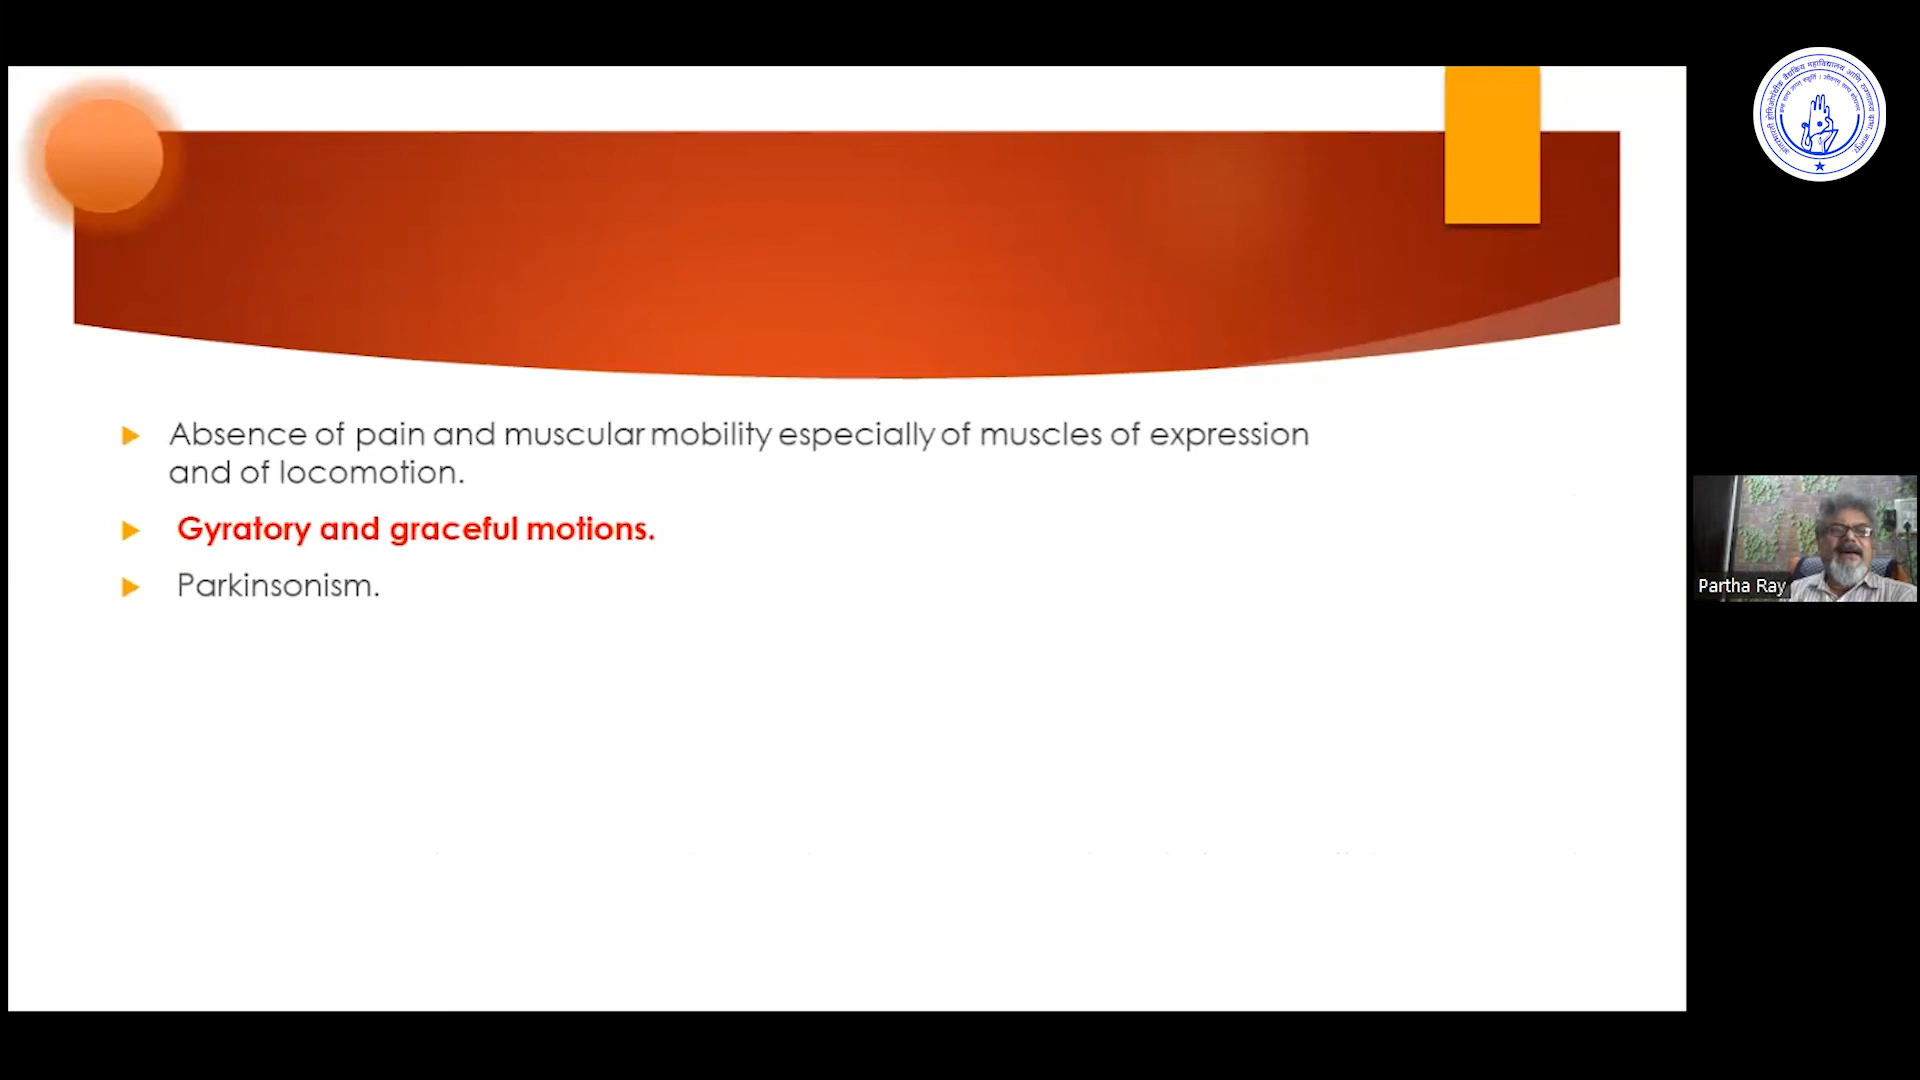 Absence of pain and muscular mobility especially of muscles of expression
and of locomotion.
Gyratory and graceful motions.
Parkinsonism.
Partha Ray